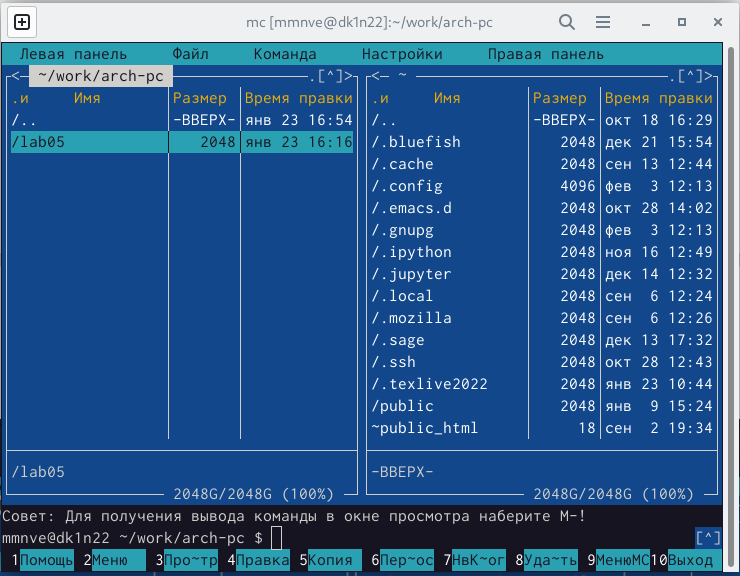 mc [mmnve@dk1n22]:~/work/arch-pc
Левая панель Файл Команда Настройки Правая панель
<— ~/work/arch-pc .[^]> <— ~ .[^]>
.и Имя Размер Время правки .и Имя Размер Время правки
/.. -ВВЕРХ- янв 23 16:54 /.. -ВВЕРХ- окт 18 16:29
/lab05 2048 янв 23 16:16 /.bluefish 2048 дек 21 15:54
/.cache 2048 сен 13 12:44
/.config 4096 фев 3 12:13
/.emacs.d 2048 окт 28 14:02
/.gnupg 2048 фев 3 12:13
/.ipython 2048 ноя 16 12:49
/.jupyter 2048 дек 14 12:32
/.local 2048 сен 6 12:24
/.mozilla 2048 сен 6 12:26
/.sage 2048 дек 13 17:32
/.ssh 2048 окт 28 12:43
/.texlive2022 2048 янв 23 10:44
/public 2048 янв 9 15:24
~public_html 18 сен 2 19:34
/lab05 -ВВЕРХ-
2048G/2048G (100%) 2048G/2048G (100%)
Совет: Для получения вывода команды в окне просмотра наберите M-!
mmnve@dk1n22 ~/work/arch-pc $ [^]
1Помощь 2Меню 3Про~тр 4Правка 5Копия 6Пер~ос 7НвК~ог 8Уда~ть 9МенюMC 10Выход